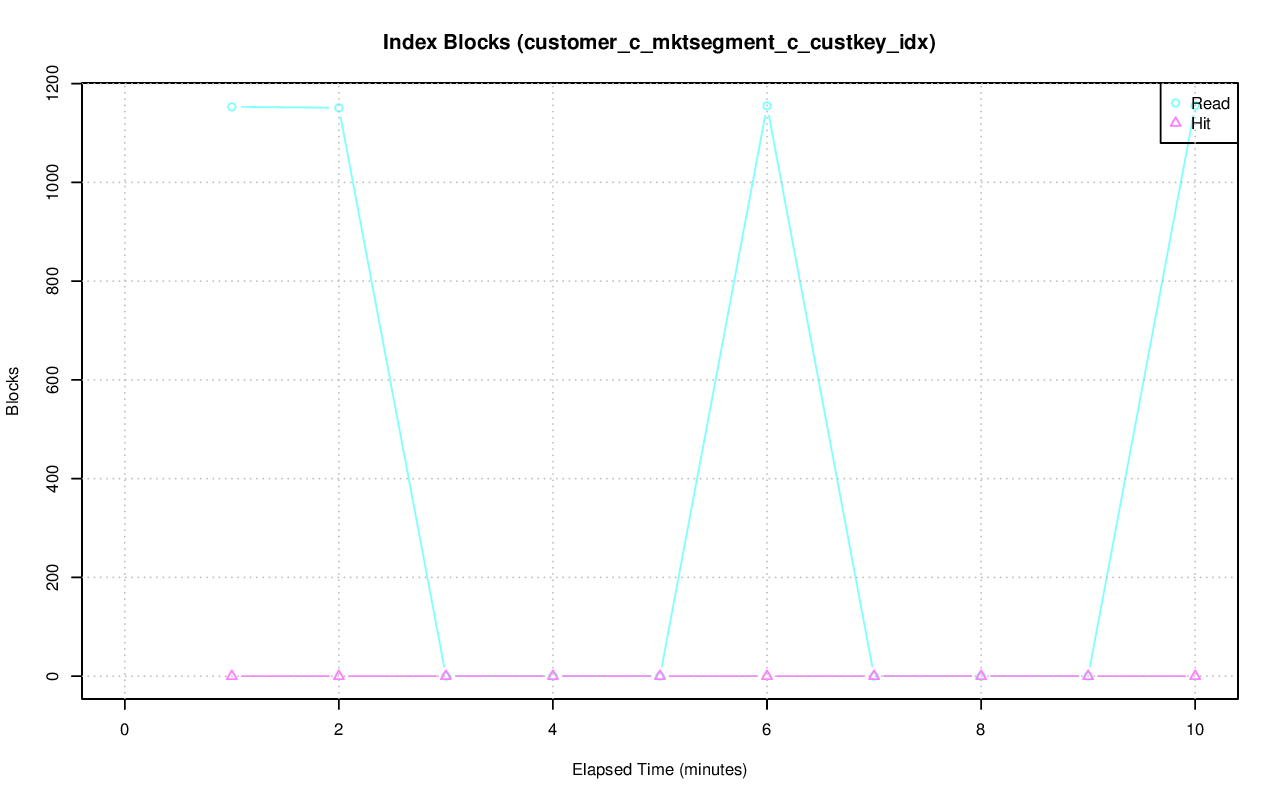 Index Blocks (customer_c_mktsegment_c_custkey_idx)
1200
1000
800
600
400
200
0
Blocks
Read
Hit
0 2 4 6 8 10
Elapsed Time (minutes)